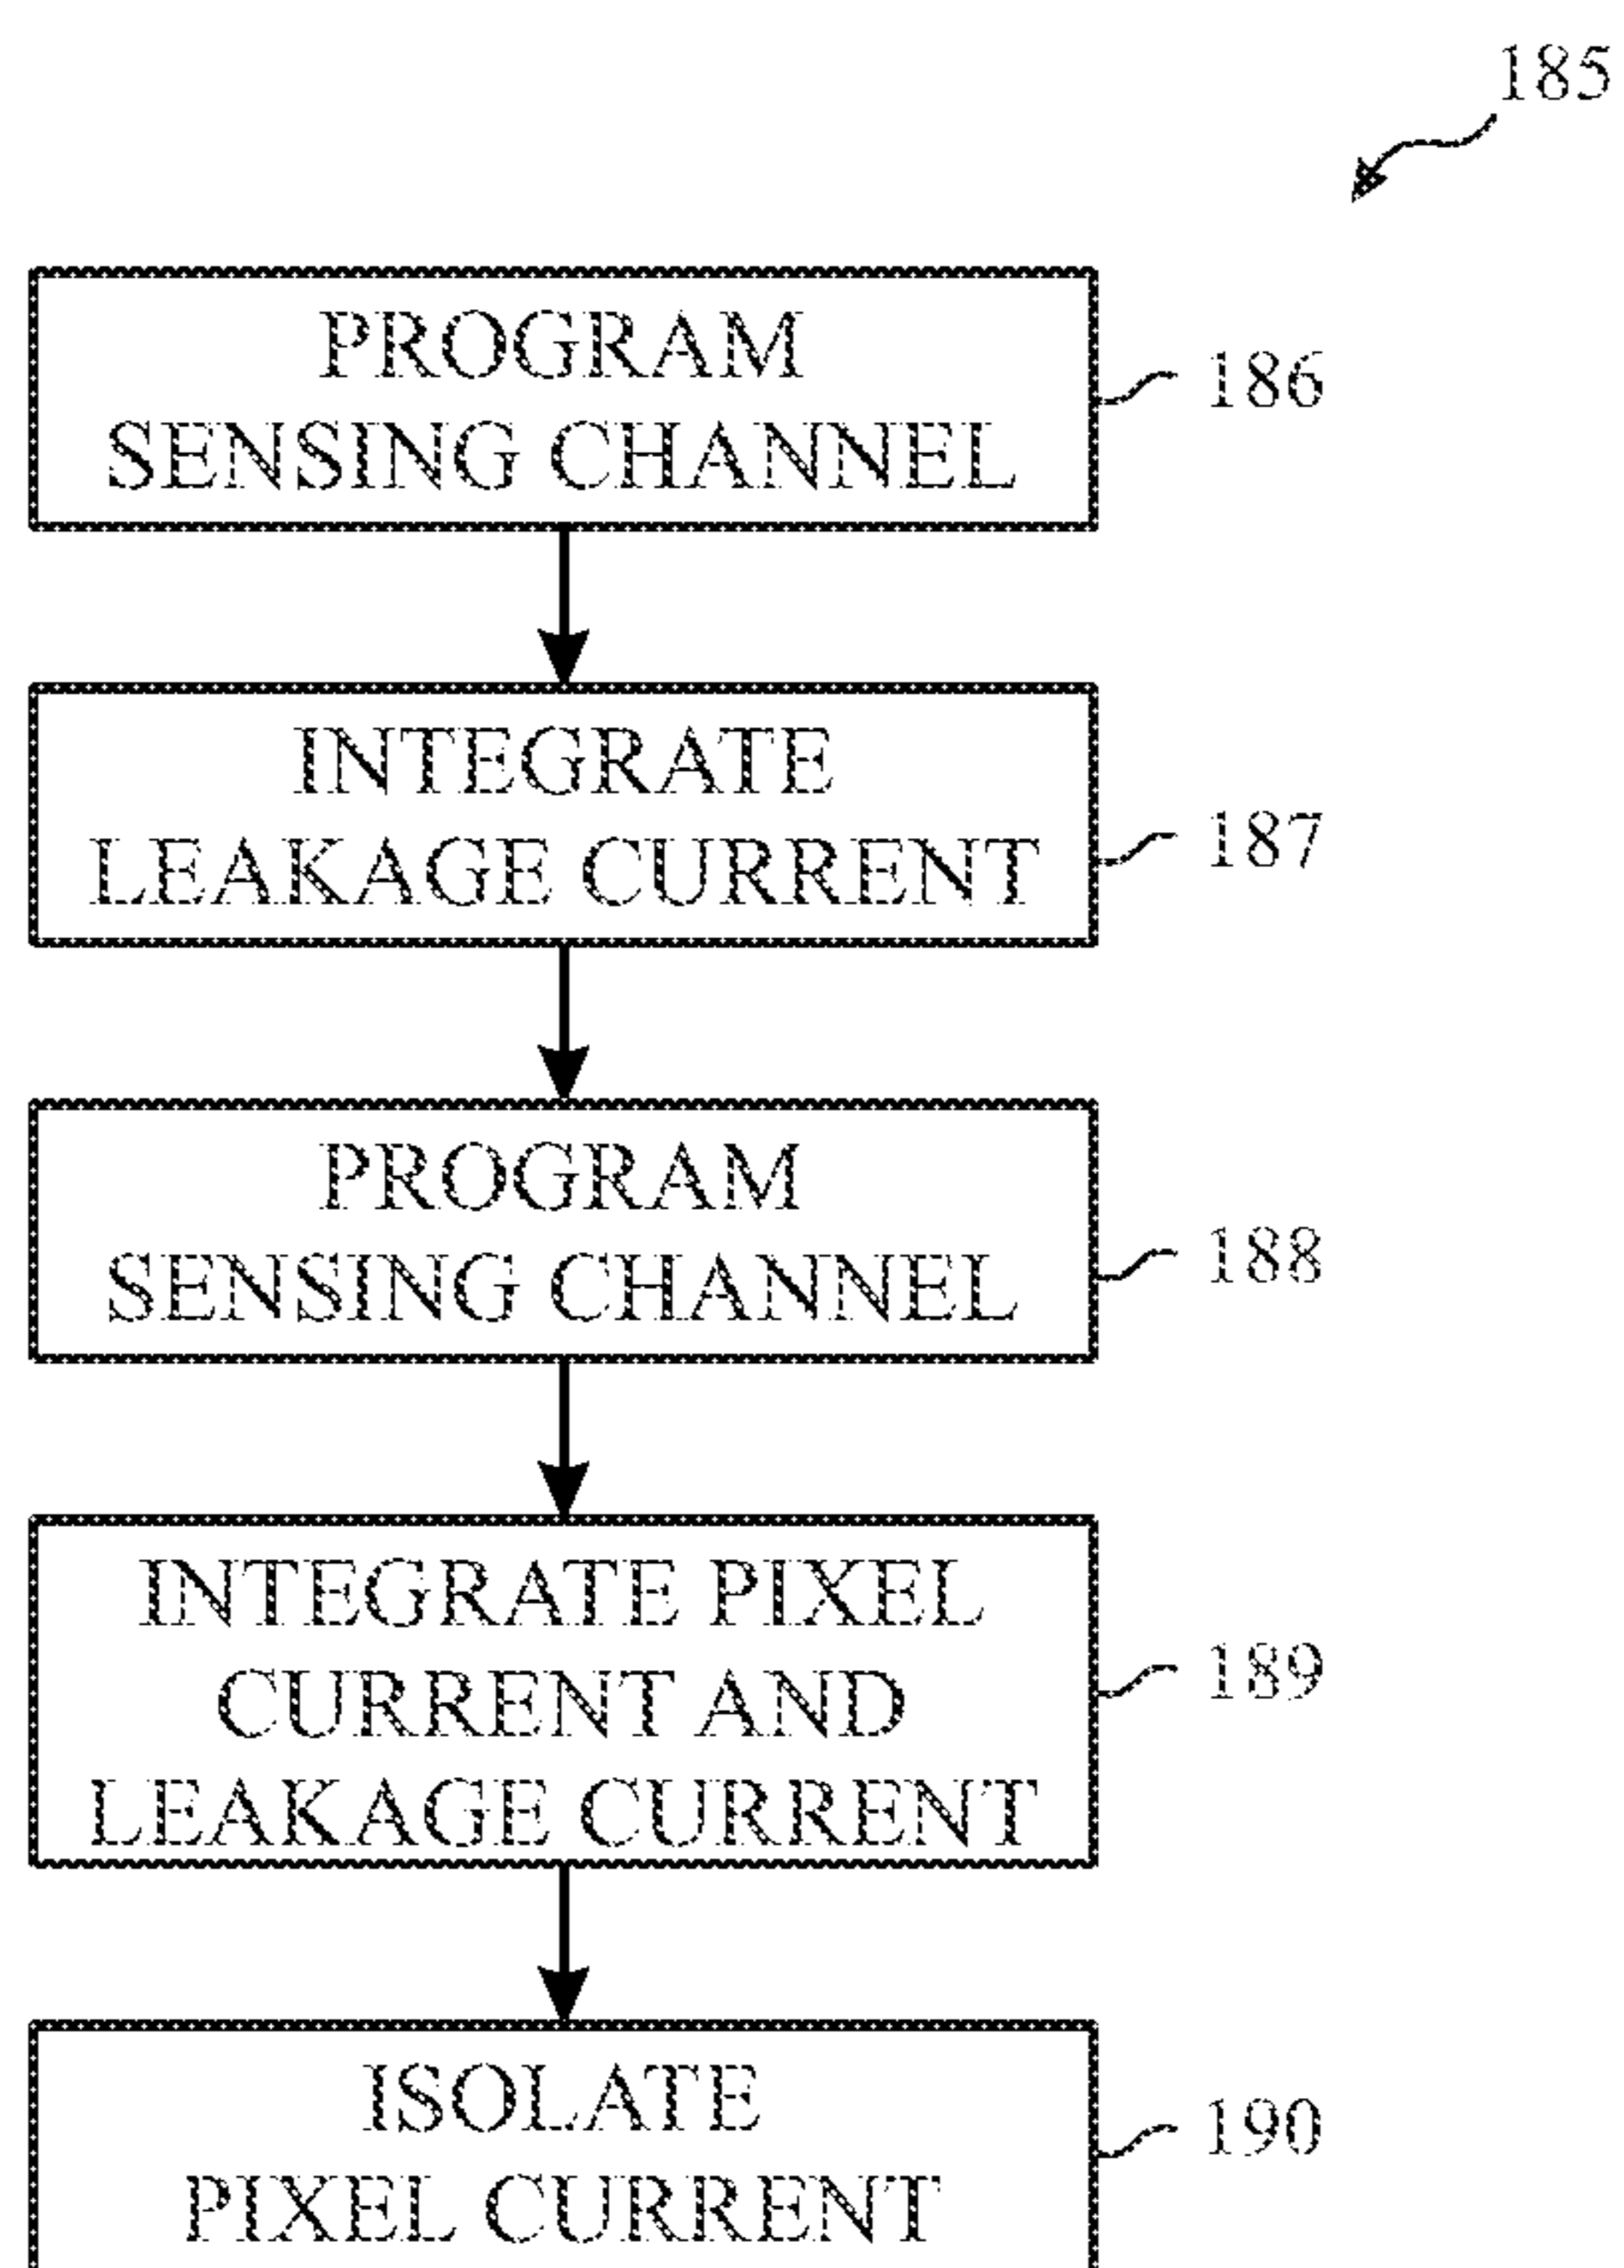 185
PROGRAM
SENSING CHANNEL
186
INTEGRATE
LEAKAGE CURRENT
187
PROGRAM
SENSING CHANNEL
188
INTEGRATE PIXEL
CURRENT AND
LEAKAGE CURRENT
189
ISOLATE
PIXEL CURRENT
190